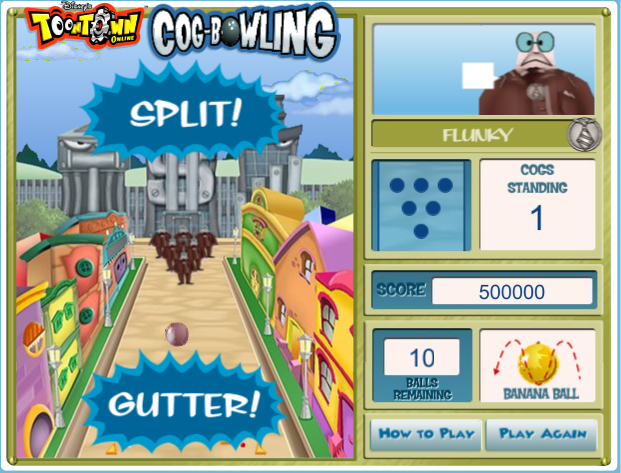 Disney's
TOONTOWN
ONLINE
COG-BOWLING
SPLIT!
GUTTER!
FLUNKY
COGS
STANDING
1
SCORE 500000
10
BALLS
REMAINING
BANANA BALL
HOW TO PLAY
PLAY AGAIN